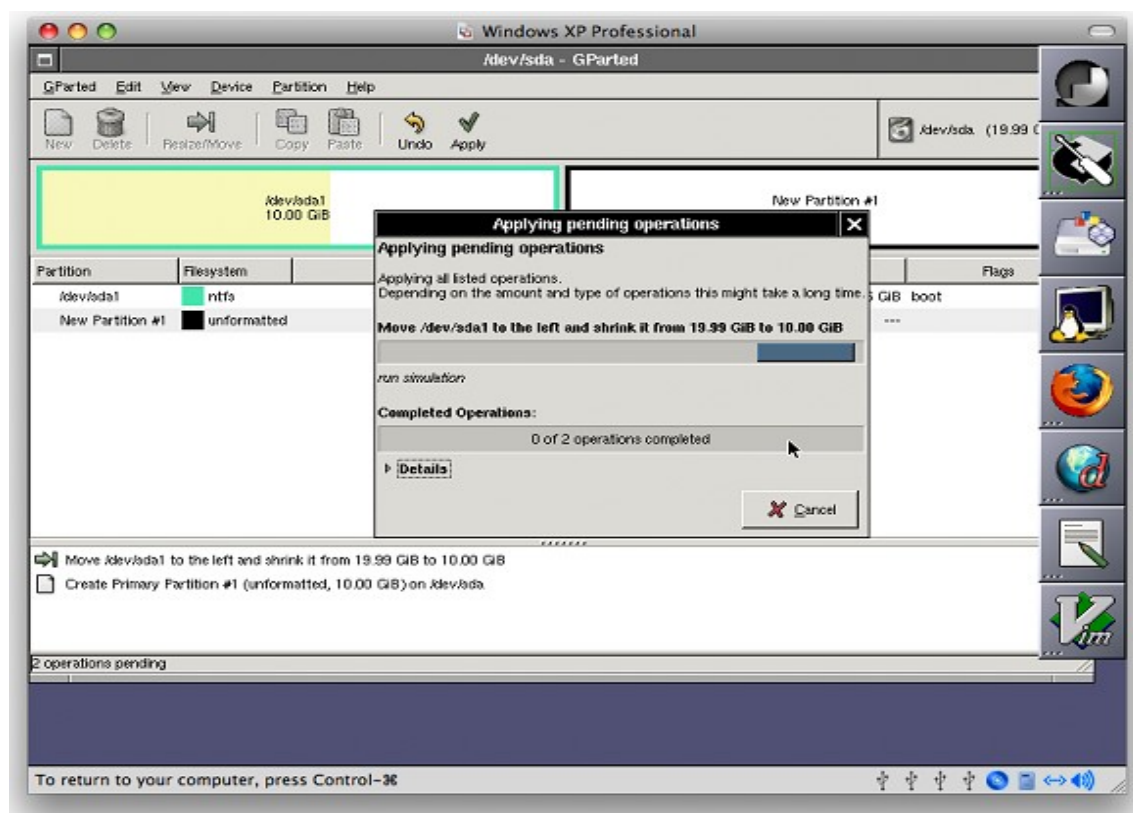 Windows XP Professional
/dev/sda - GParted
GParted Edit View Device Partition Help
New Delete Resize/Move Copy Paste Undo Apply /dev/sda (19.99 G
/dev/sda1
10.00 GiB
New Partition #1
Partition Filesystem Flags
/dev/sda1 ntfs GiB boot
New Partition #1 unformatted ---
Applying pending operations
Applying pending operations
Applying all listed operations.
Depending on the amount and type of operations this might take a long time.
Move /dev/sda1 to the left and shrink it from 19.99 GiB to 10.00 GiB
run simulation
Completed Operations:
0 of 2 operations completed
Details
Cancel
Move /dev/sda1 to the left and shrink it from 19.99 GiB to 10.00 GiB
Create Primary Partition #1 (unformatted, 10.00 GiB) on /dev/sda
2 operations pending
d
Vim
To return to your computer, press Control-⌘